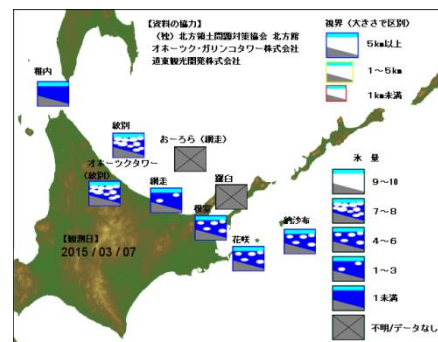 【資料の協力】
(独) 北方領土問題対策協会 北方館
オホーツク・ガリンコタワー株式会社
道東観光開発株式会社
視界 (大きさで区別)
5km以上
1～5km
1km未満
稚内
紋別
オホーツクタワー
(紋別)
おーろら (網走)
網走
羅臼
根室
花咲
納沙布
氷 量
9～10
7～8
4～6
1～3
1未満
不明/データなし
【観測日】
2015 / 03 / 07